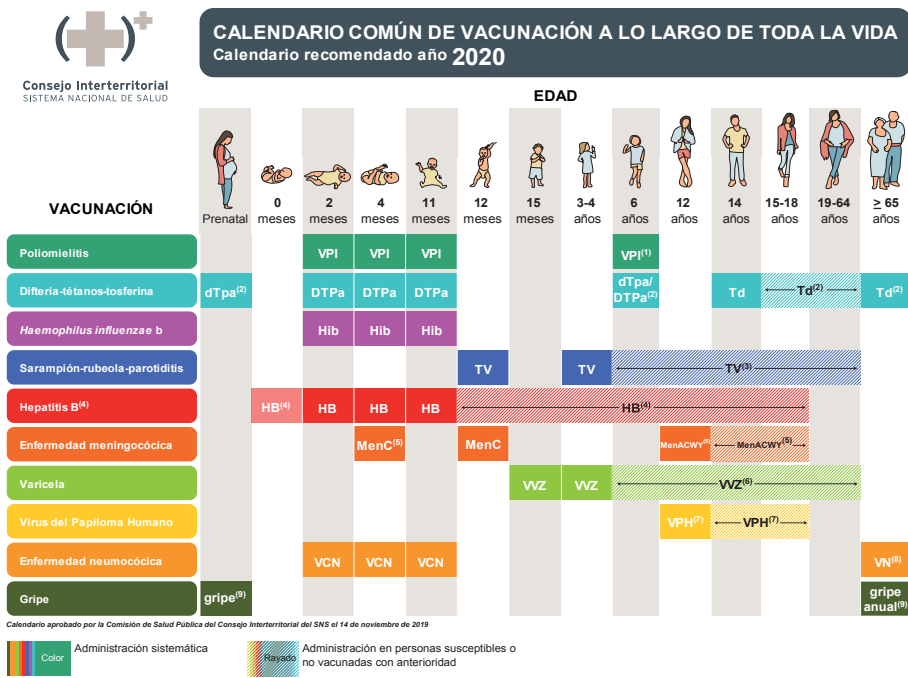 Consejo Interterritorial
SISTEMA NACIONAL DE SALUD
CALENDARIO COMÚN DE VACUNACIÓN A LO LARGO DE TODA LA VIDA
Calendario recomendado año 2020
EDAD
VACUNACIÓN
Prenatal
0 meses
2 meses
4 meses
11 meses
12 meses
15 meses
3-4 años
6 años
12 años
14 años
15-18 años
19-64 años
≥ 65 años
Poliomielitis VPI VPI VPI VPI(1)
Difteria-tétanos-tosferina dTpa(2) DTPa DTPa DTPa dTpa/DTPa(2) Td Td(2) Td(2)
Haemophilus influenzae b Hib Hib Hib
Sarampión-rubeola-parotiditis TV TV TV(3)
Hepatitis B(4) HB(4) HB HB HB HB(4)
Enfermedad meningocócica MenC(5) MenC MenACWY(5) MenACWY(5)
Varicela VVZ VVZ VVZ(6)
Virus del Papiloma Humano VPH(7) VPH(7)
Enfermedad neumocócica VCN VCN VCN VN(8)
Gripe gripe(9) gripe anual(9)
Calendario aprobado por la Comisión de Salud Pública del Consejo Interterritorial del SNS el 14 de noviembre de 2019
Color Administración sistemática
Rayado Administración en personas susceptibles o
no vacunadas con anterioridad